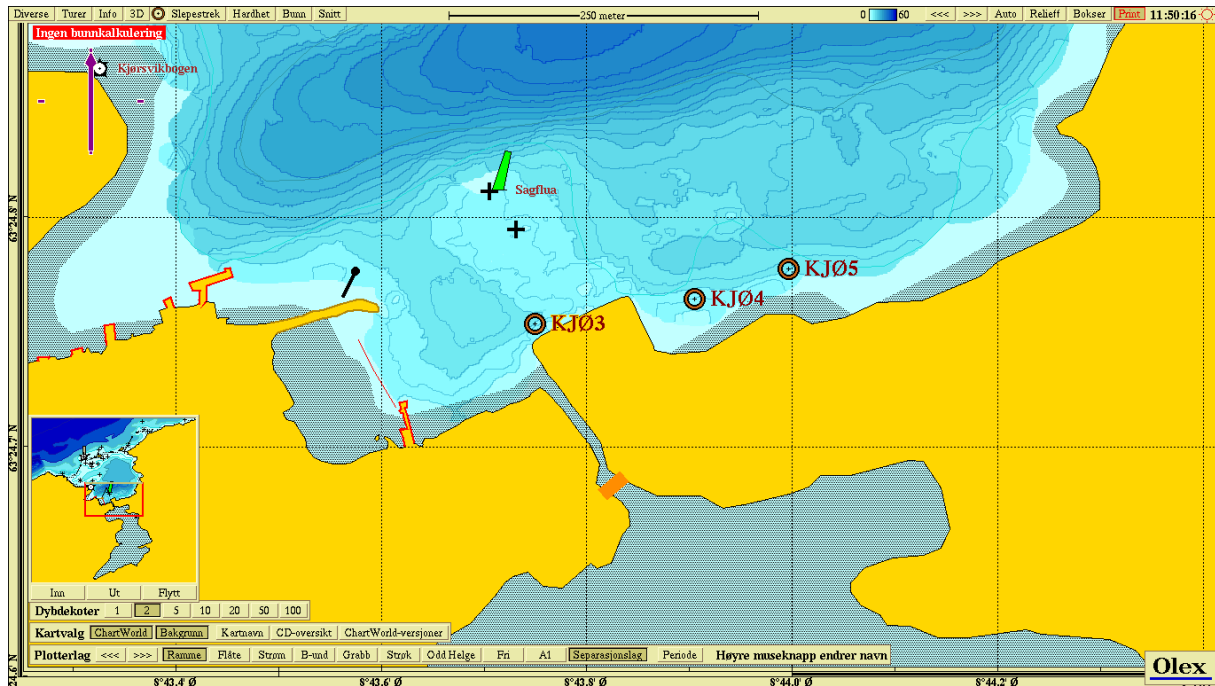 Diverse Turer Info 3D Slepestrek Hardhet Bunn Snitt 250 meter 0 60 <<< >>> Auto Relieff Bokser Print 11:50:16
Ingen bunnkalkulering
Kjørsvikbogen
Sagflua
63°24.8' N
KJØ5
KJØ4
KJØ3
63°24.7' N
Inn Ut Flytt
Dybdekoter 1 2 5 10 20 50 100
Kartvalg ChartWorld Bakgrunn Kartnavn CD-oversikt ChartWorld-versjoner
Plotterlag <<< >>> Ramme Flåte Strøm B-und Grabb Strøk Odd Helge Fri A1 Separasjonslag Periode Høyre museknapp endrer navn
Olex
24.6' N
8°43.4' Ø 8°43.6' Ø 8°43.8' Ø 8°44.0' Ø 8°44.2' Ø